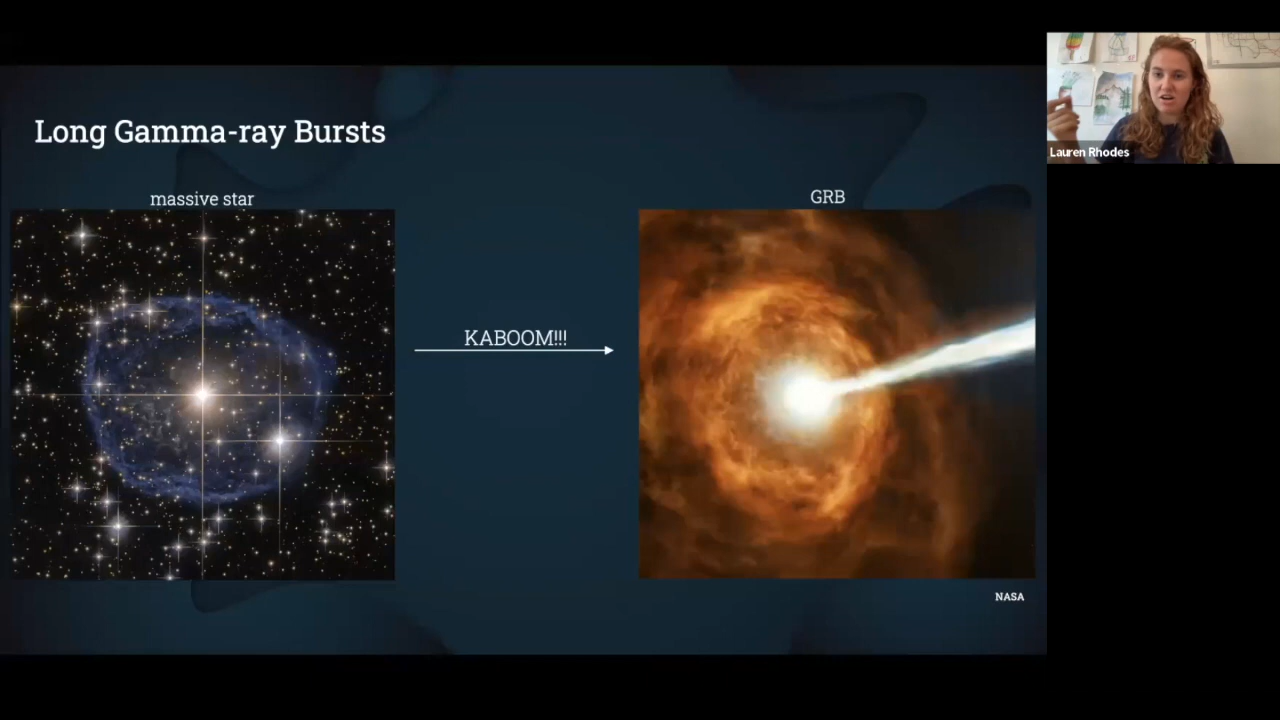 Long Gamma-ray Bursts
massive star
GRB
KABOOM!!!
NASA
Lauren Rhodes